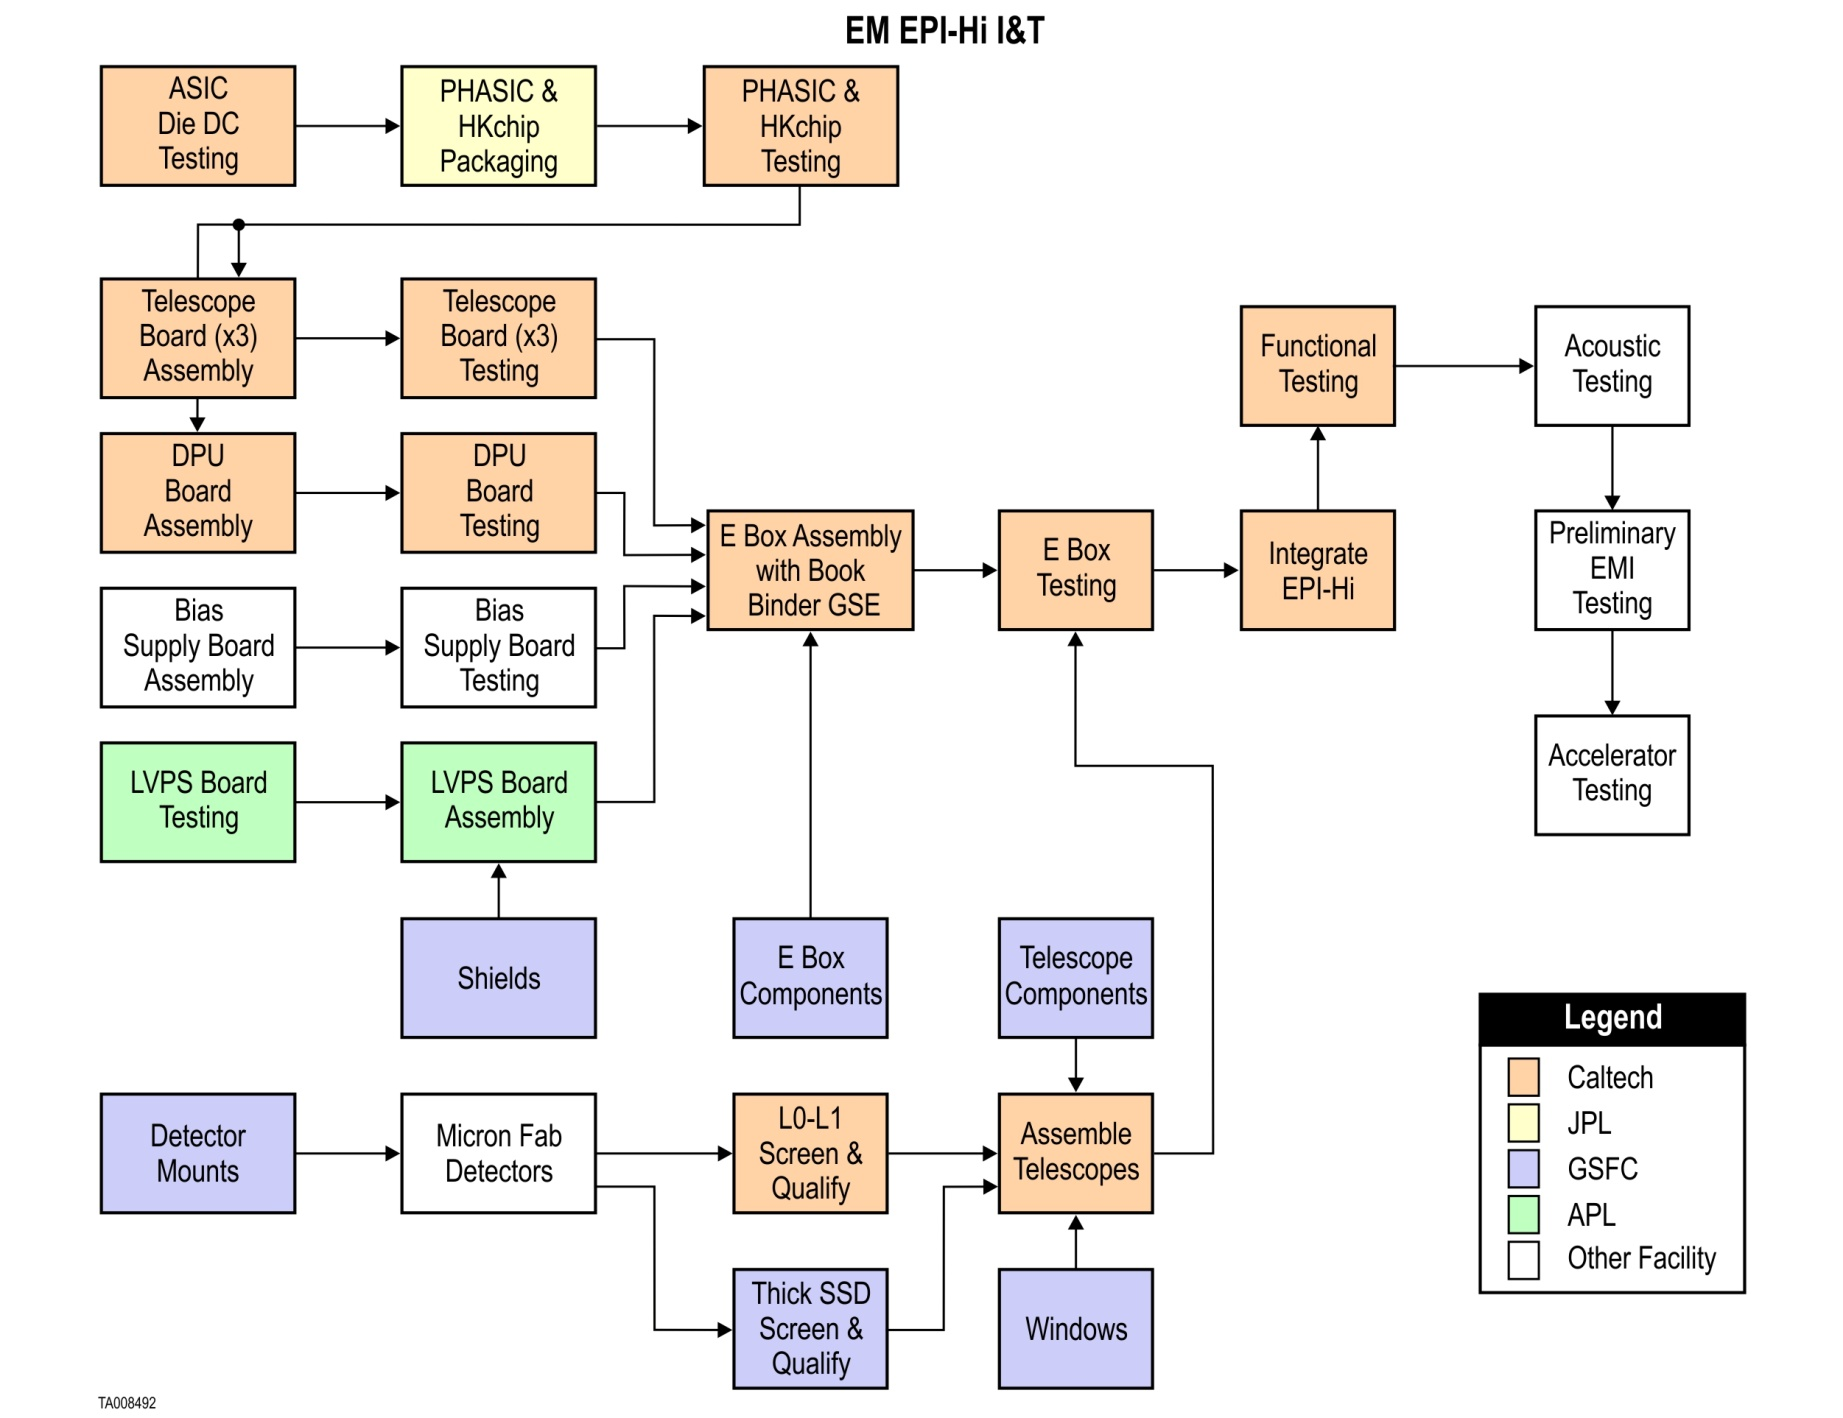 EM EPI-Hi I&T
ASIC
Die DC
Testing
PHASIC &
HKchip
Packaging
PHASIC &
HKchip
Testing
Telescope
Board (x3)
Assembly
Telescope
Board (x3)
Testing
Functional
Testing
Acoustic
Testing
DPU
Board
Assembly
DPU
Board
Testing
E Box Assembly
with Book
Binder GSE
E Box
Testing
Integrate
EPI-Hi
Preliminary
EMI
Testing
Bias
Supply Board
Assembly
Bias
Supply Board
Testing
LVPS Board
Testing
LVPS Board
Assembly
Accelerator
Testing
Shields
E Box
Components
Telescope
Components
Detector
Mounts
Micron Fab
Detectors
L0-L1
Screen &
Qualify
Assemble
Telescopes
Thick SSD
Screen &
Qualify
Windows
Legend
Caltech
JPL
GSFC
APL
Other Facility
TA008492